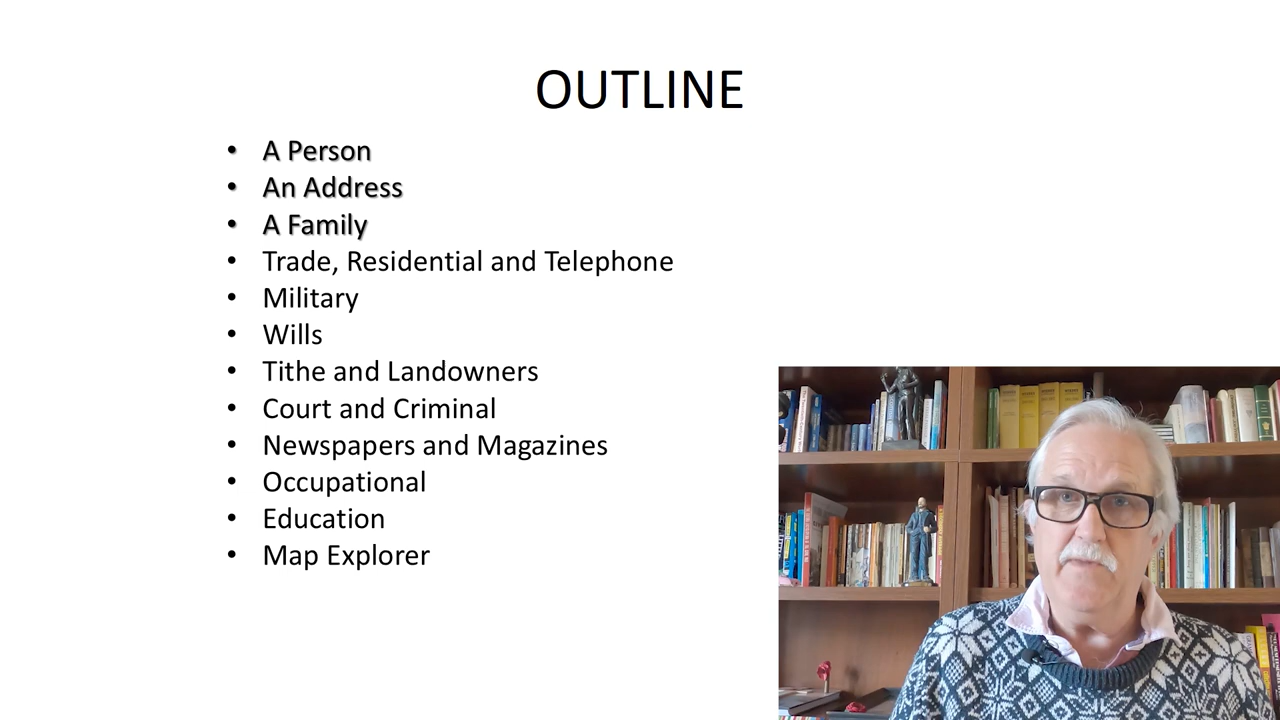 OUTLINE
• A Person
• An Address
• A Family
• Trade, Residential and Telephone
• Military
• Wills
• Tithe and Landowners
• Court and Criminal
• Newspapers and Magazines
• Occupational
• Education
• Map Explorer